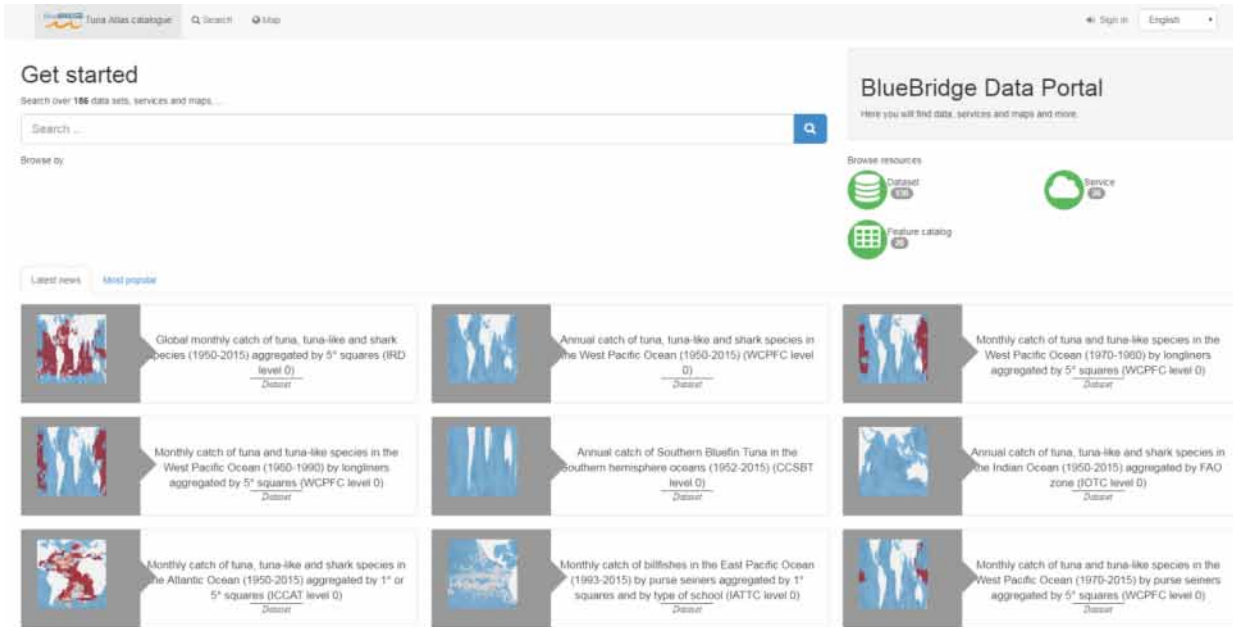 blueBRIDGE Tuna Atlas catalogue Search Map Sign in English
Get started
Search over 186 data sets, services and maps, ...
Search ...
Browse by
BlueBridge Data Portal
Here you will find data, services and maps and more.
Browse resources
Dataset
Service
Feature catalog
Latest news Most popular
Global monthly catch of tuna, tuna-like and shark
species (1950-2015) aggregated by 5° squares (IRD
level 0)
Dataset
Annual catch of tuna, tuna-like and shark species in
the West Pacific Ocean (1950-2015) (WCPFC level
0)
Dataset
Monthly catch of tuna and tuna-like species in the
West Pacific Ocean (1970-1980) by longliners
aggregated by 5° squares (WCPFC level 0)
Dataset
Monthly catch of tuna and tuna-like species in the
West Pacific Ocean (1980-1990) by longliners
aggregated by 5° squares (WCPFC level 0)
Dataset
Annual catch of Southern Bluefin Tuna in the
Southern hemisphere oceans (1952-2015) (CCSBT
level 0)
Dataset
Annual catch of tuna, tuna-like and shark species in
the Indian Ocean (1950-2015) aggregated by FAO
zone (IOTC level 0)
Dataset
Monthly catch of tuna, tuna-like and shark species in
the Atlantic Ocean (1950-2015) aggregated by 1° or
5° squares (ICCAT level 0)
Dataset
Monthly catch of billfishes in the East Pacific Ocean
(1993-2015) by purse seiners aggregated by 1°
squares and by type of school (IATTC level 0)
Dataset
Monthly catch of tuna and tuna-like species in the
West Pacific Ocean (1970-2015) by purse seiners
aggregated by 5° squares (WCPFC level 0)
Dataset